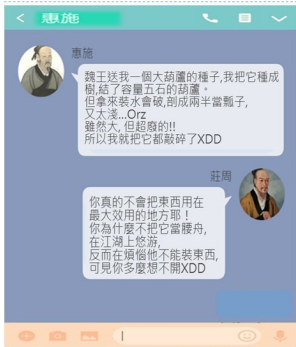 惠施
惠施
魏王送我一個大葫蘆的種子,我把它種成
樹,結了容量五石的葫蘆。
但拿來裝水會破,剖成兩半當瓢子,
又太淺...Orz
雖然大, 但超廢的!!
所以我就把它都敲碎了XDD
莊周
你真的不會把東西用在
最大效用的地方耶！
你為什麼不把它當腰舟,
在江湖上悠游,
反而在煩惱他不能裝東西,
可見你多麼想不開XDD